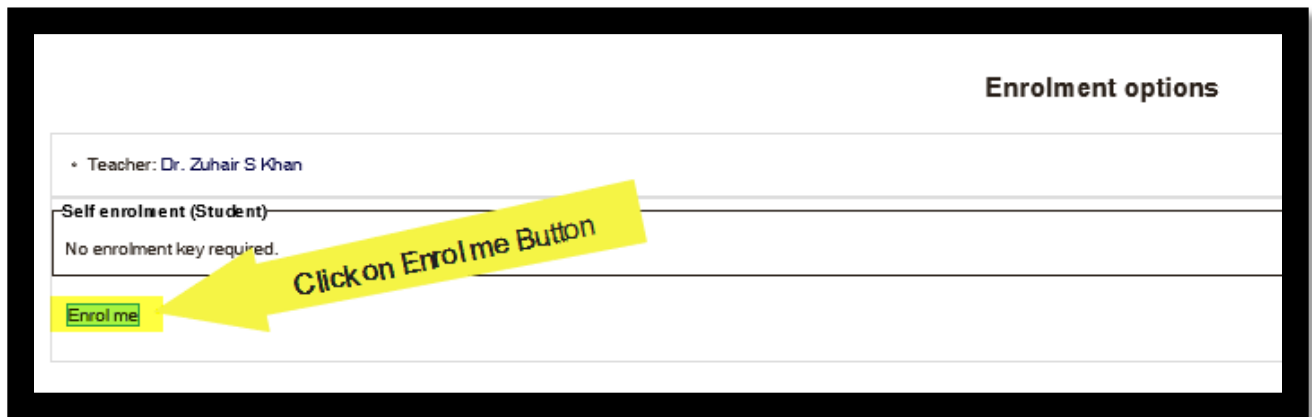 Enrolment options
• Teacher: Dr. Zuhair S Khan
Self enrolment (Student)
No enrolment key required.
Click on Enrol me Button
Enrol me